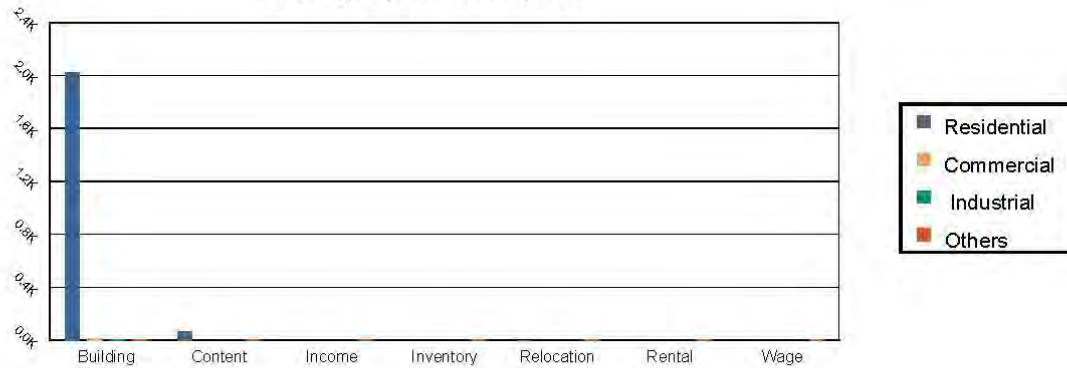 2.4K
2.0K
1.6K
1.2K
0.8K
0.4K
0.0K
Building Content Income Inventory Relocation Rental Wage
Residential
Commercial
Industrial
Others